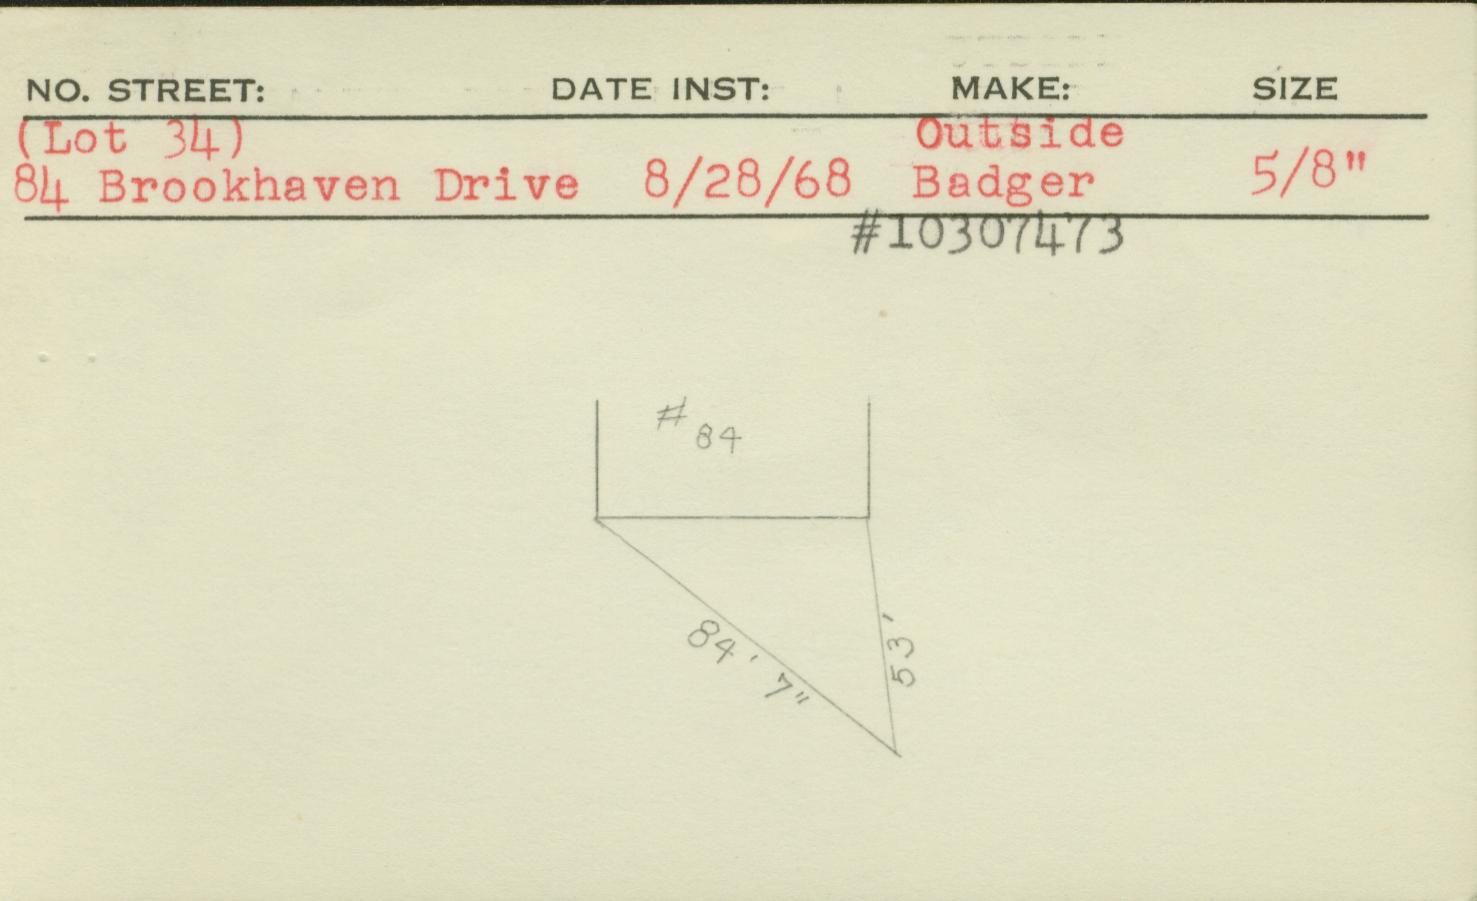 NO. STREET: DATE INST: MAKE: SIZE
(Lot 34) Outside
84 Brookhaven Drive 8/28/68 Badger 5/8"
#10307473
# 84
84' 7"
53'